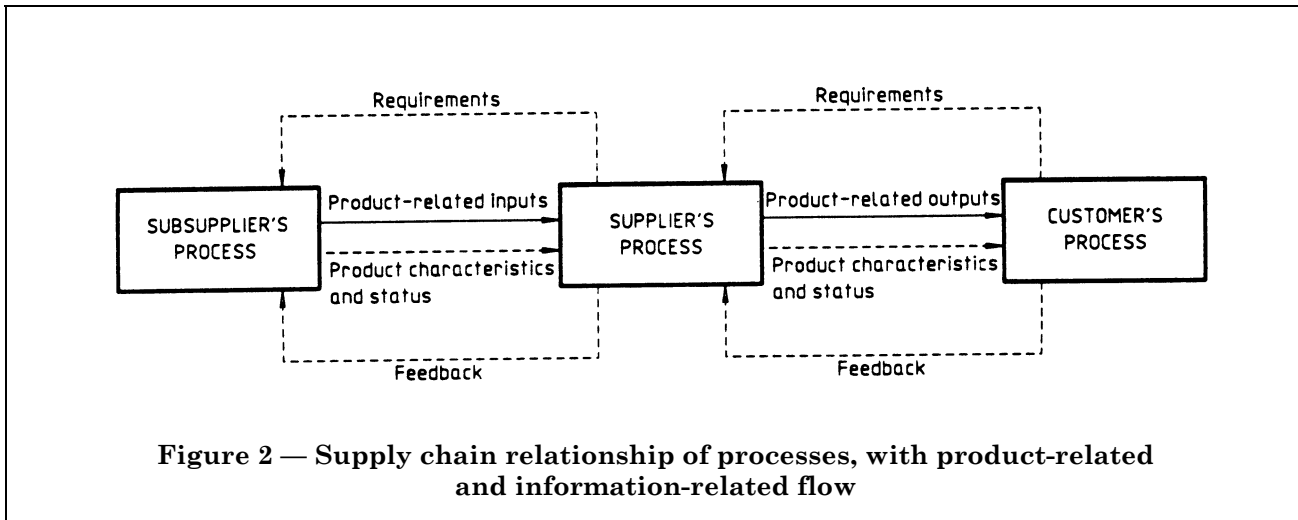 Requirements
Requirements
SUBSUPPLIER'S
PROCESS
Product-related inputs
Product characteristics
and status
SUPPLIER'S
PROCESS
Product-related outputs
Product characteristics
and status
CUSTOMER'S
PROCESS
Feedback
Feedback
Figure 2 — Supply chain relationship of processes, with product-related
and information-related flow